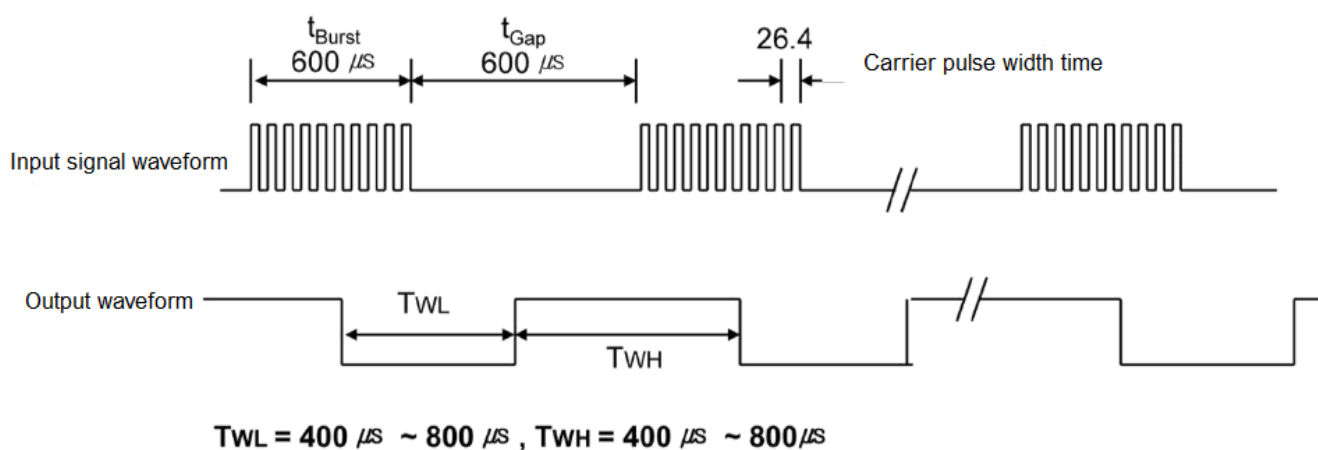 tBurst
600 μs
tGap
600 μs
26.4
Carrier pulse width time
Input signal waveform
Output waveform
TWL
TWH
TWL = 400 μs ~ 800 μs , TWH = 400 μs ~ 800μs